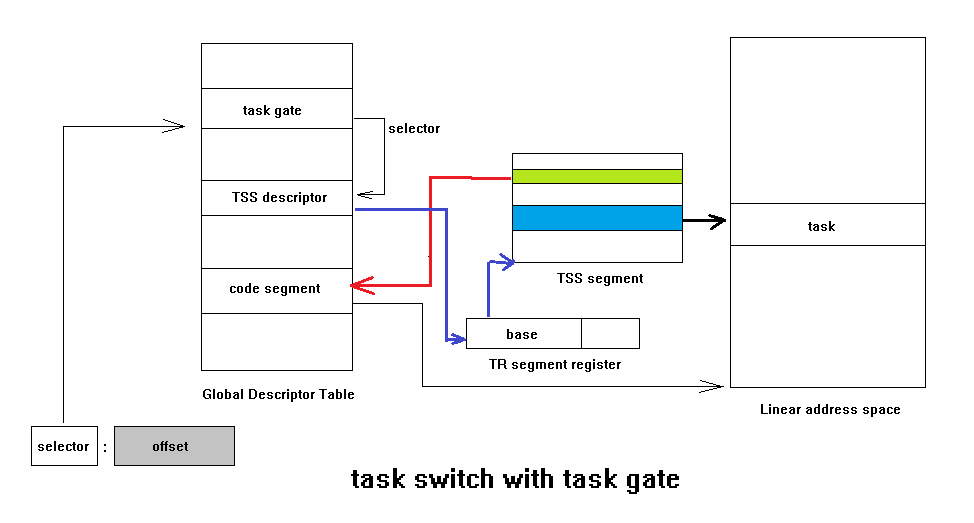 task gate
selector
TSS descriptor
task
code segment
TSS segment
base
TR segment register
Global Descriptor Table
Linear address space
selector : offset
task switch with task gate